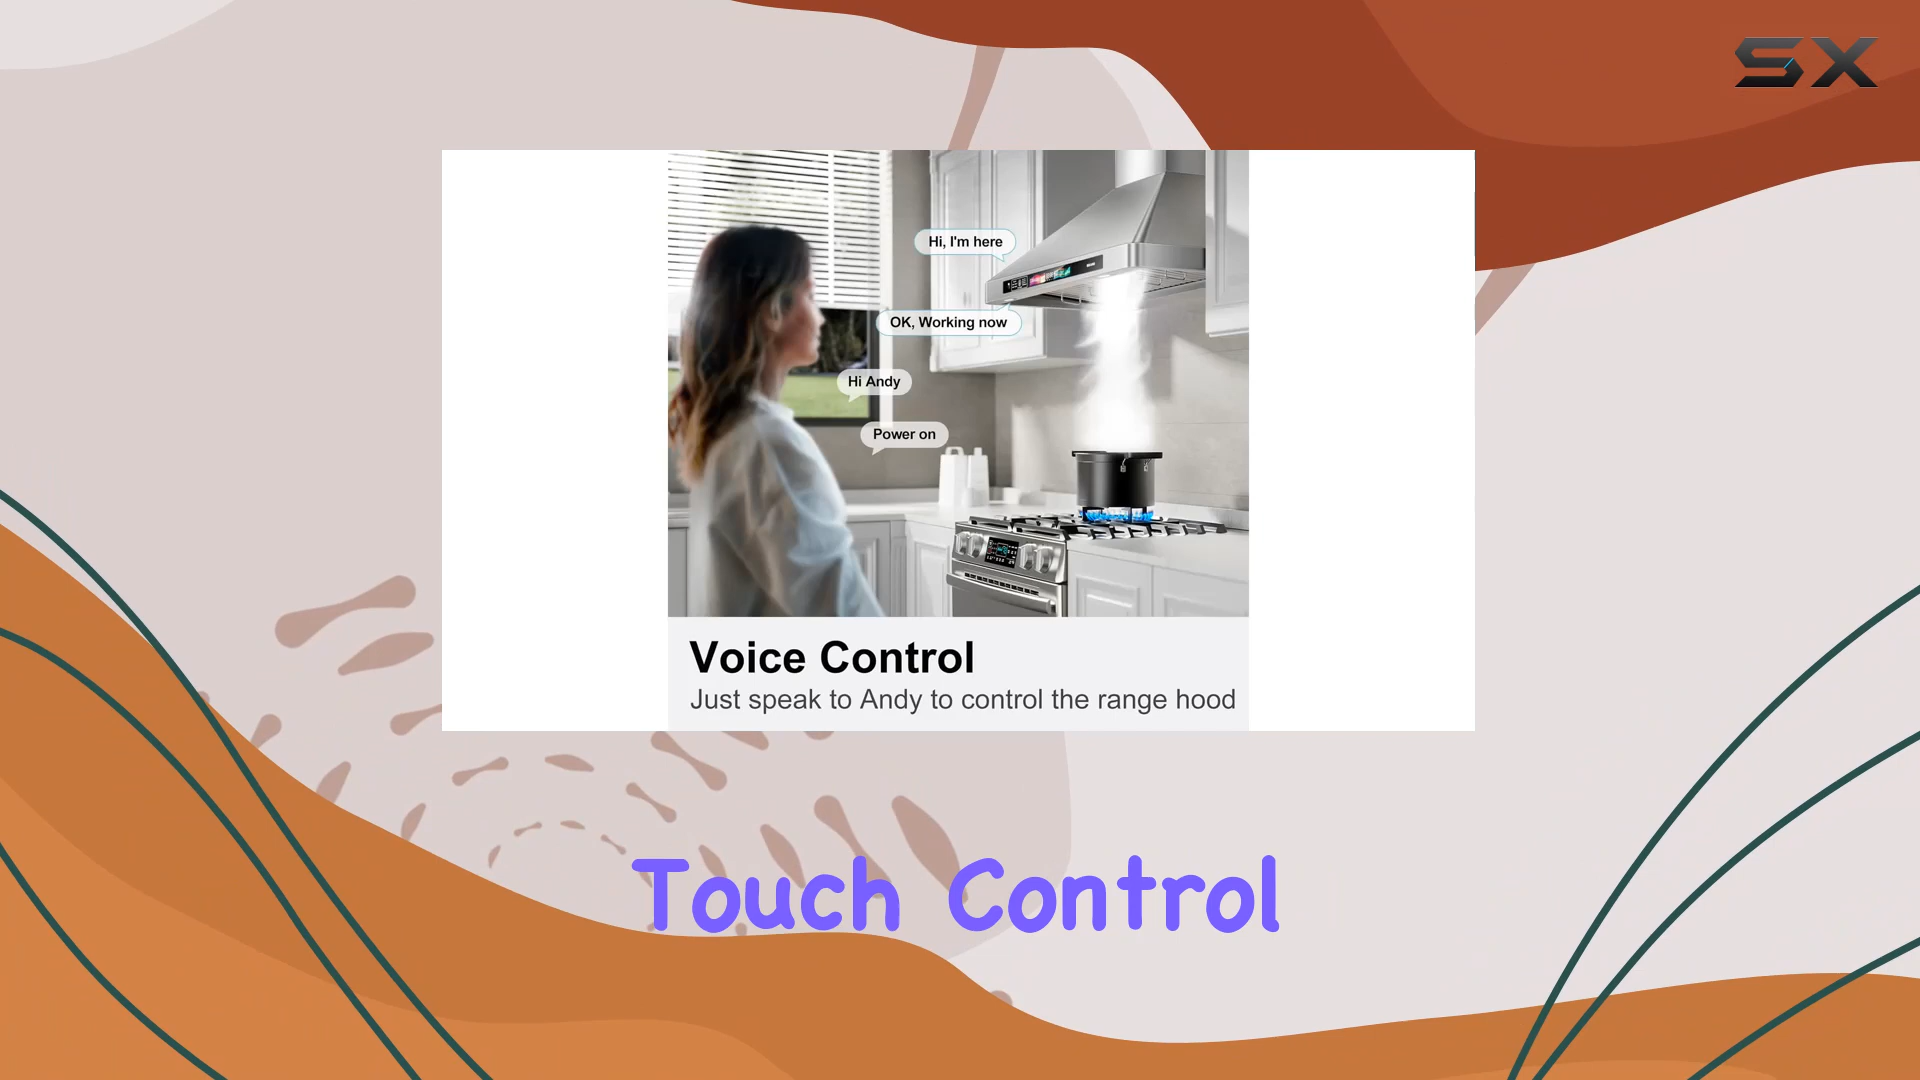 SX
Hi, I'm here
OK, Working now
Hi Andy
Power on
Voice Control
Just speak to Andy to control the range hood
Touch Control